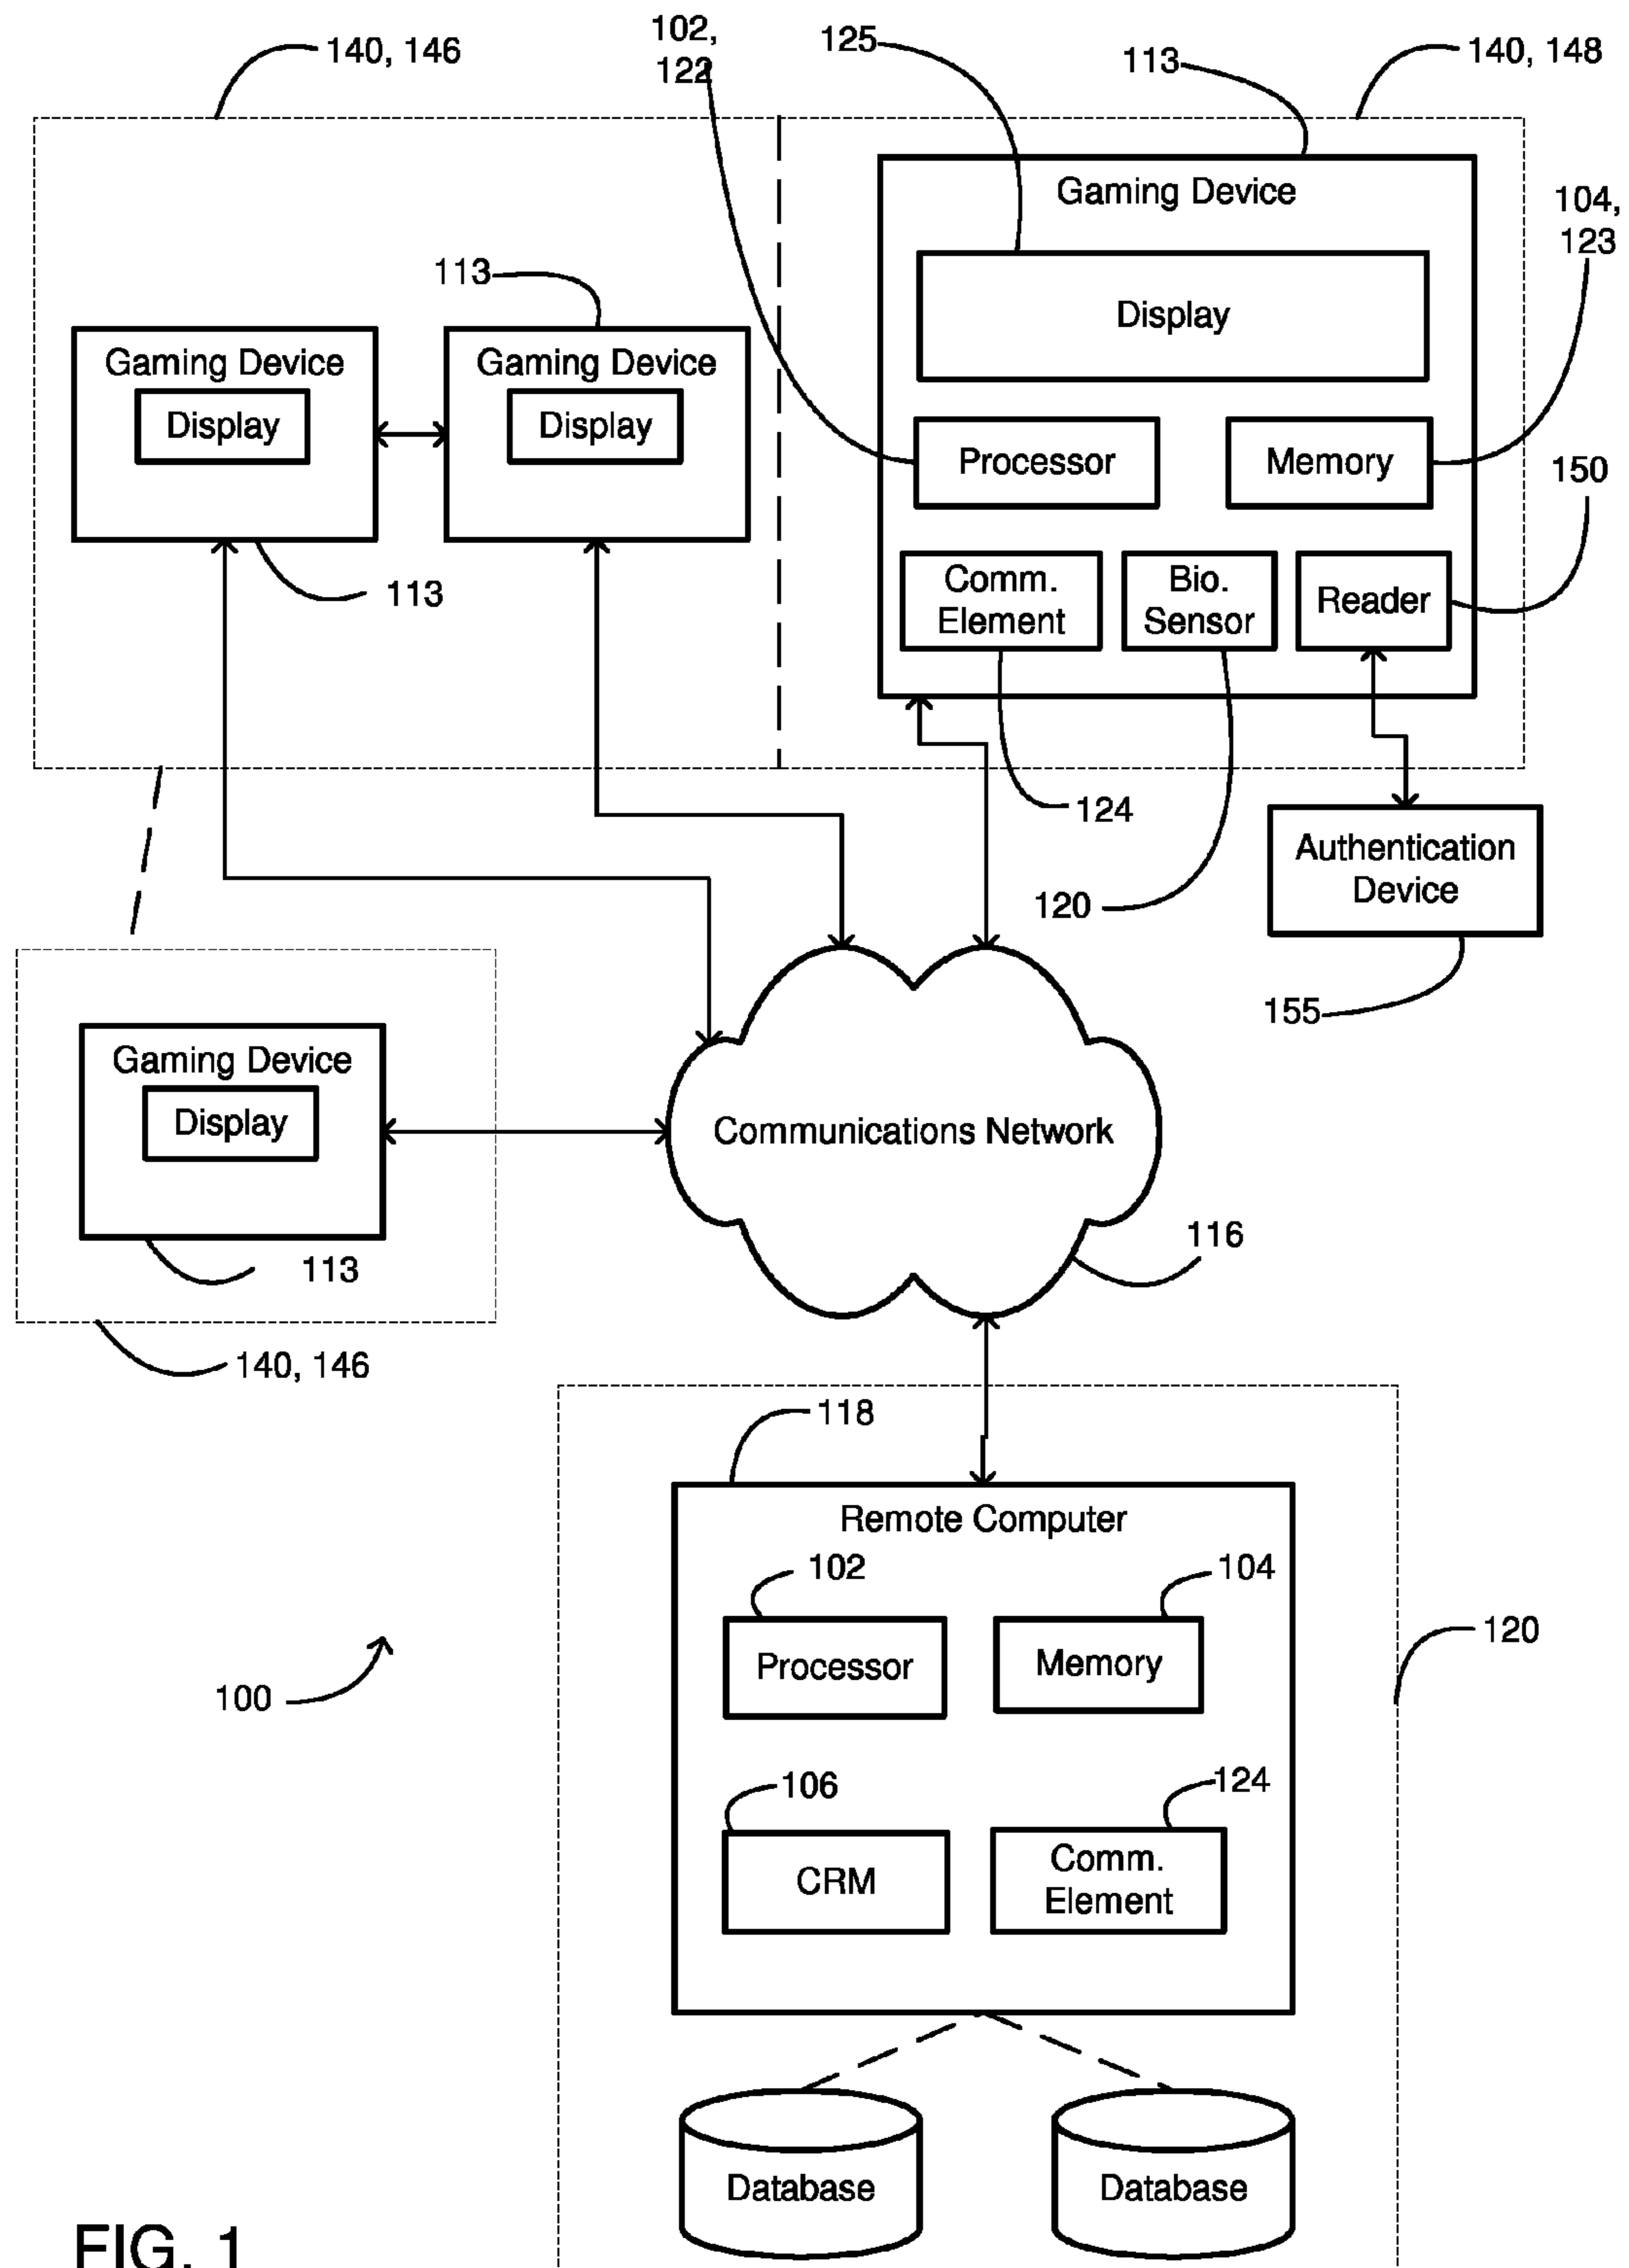 140, 146
102,
122
125
113
140, 148
Gaming Device
104,
123
Display
113
Gaming Device
Display
Gaming Device
Display
Processor
Memory
150
113
Comm.
Element
Bio.
Sensor
Reader
124
120
Authentication
Device
155
Gaming Device
Display
Communications Network
113
116
140, 146
118
Remote Computer
102
104
Processor
Memory
120
100
106
124
CRM
Comm.
Element
Database
Database
FIG. 1